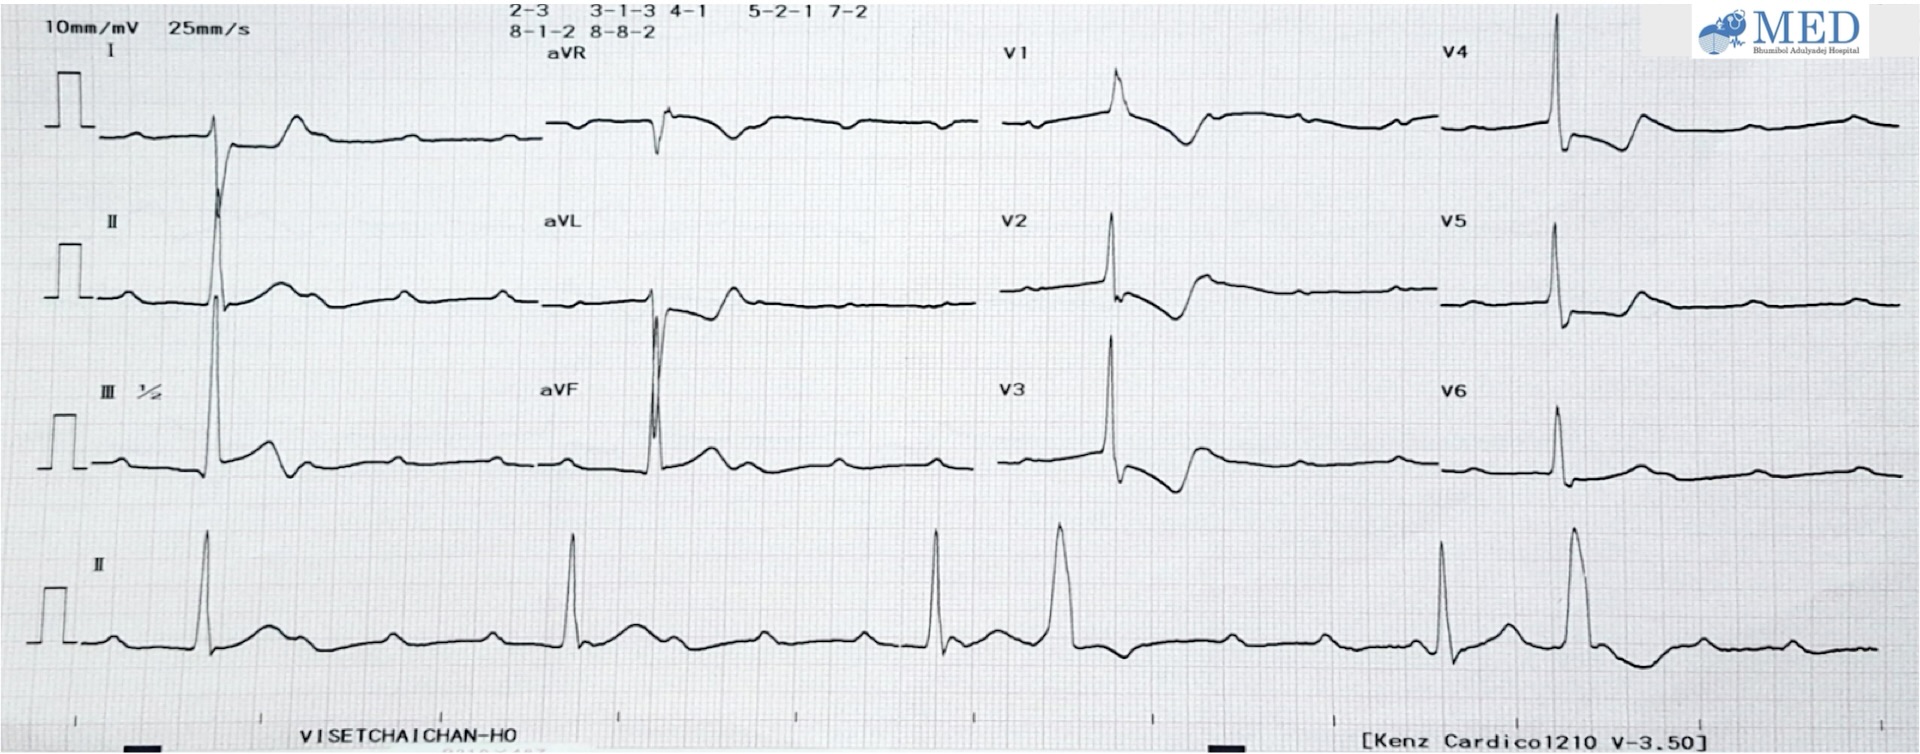 10mm/mV 25mm/s
2-3 3-1-3 4-1 5-2-1 7-2
8-1-2 8-8-2
MED
Bhumibol Adulyadej Hospital
I
aVR
V1
V4
II
aVL
V2
V5
III 1/2
aVF
V3
V6
II
VISETCHAICHAN-HO
[Kenz Cardico1210 V-3.50]